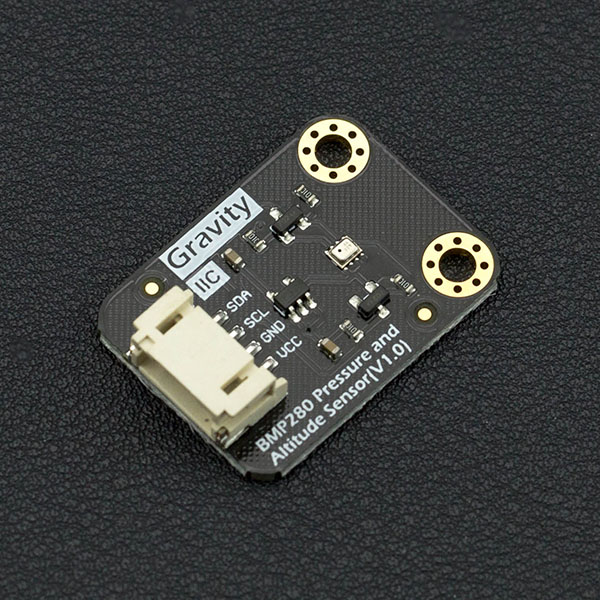 Gravity
IIC
SDA
SCL
GND
VCC
BMP280 Pressure and
Altitude Sensor(V1.0)